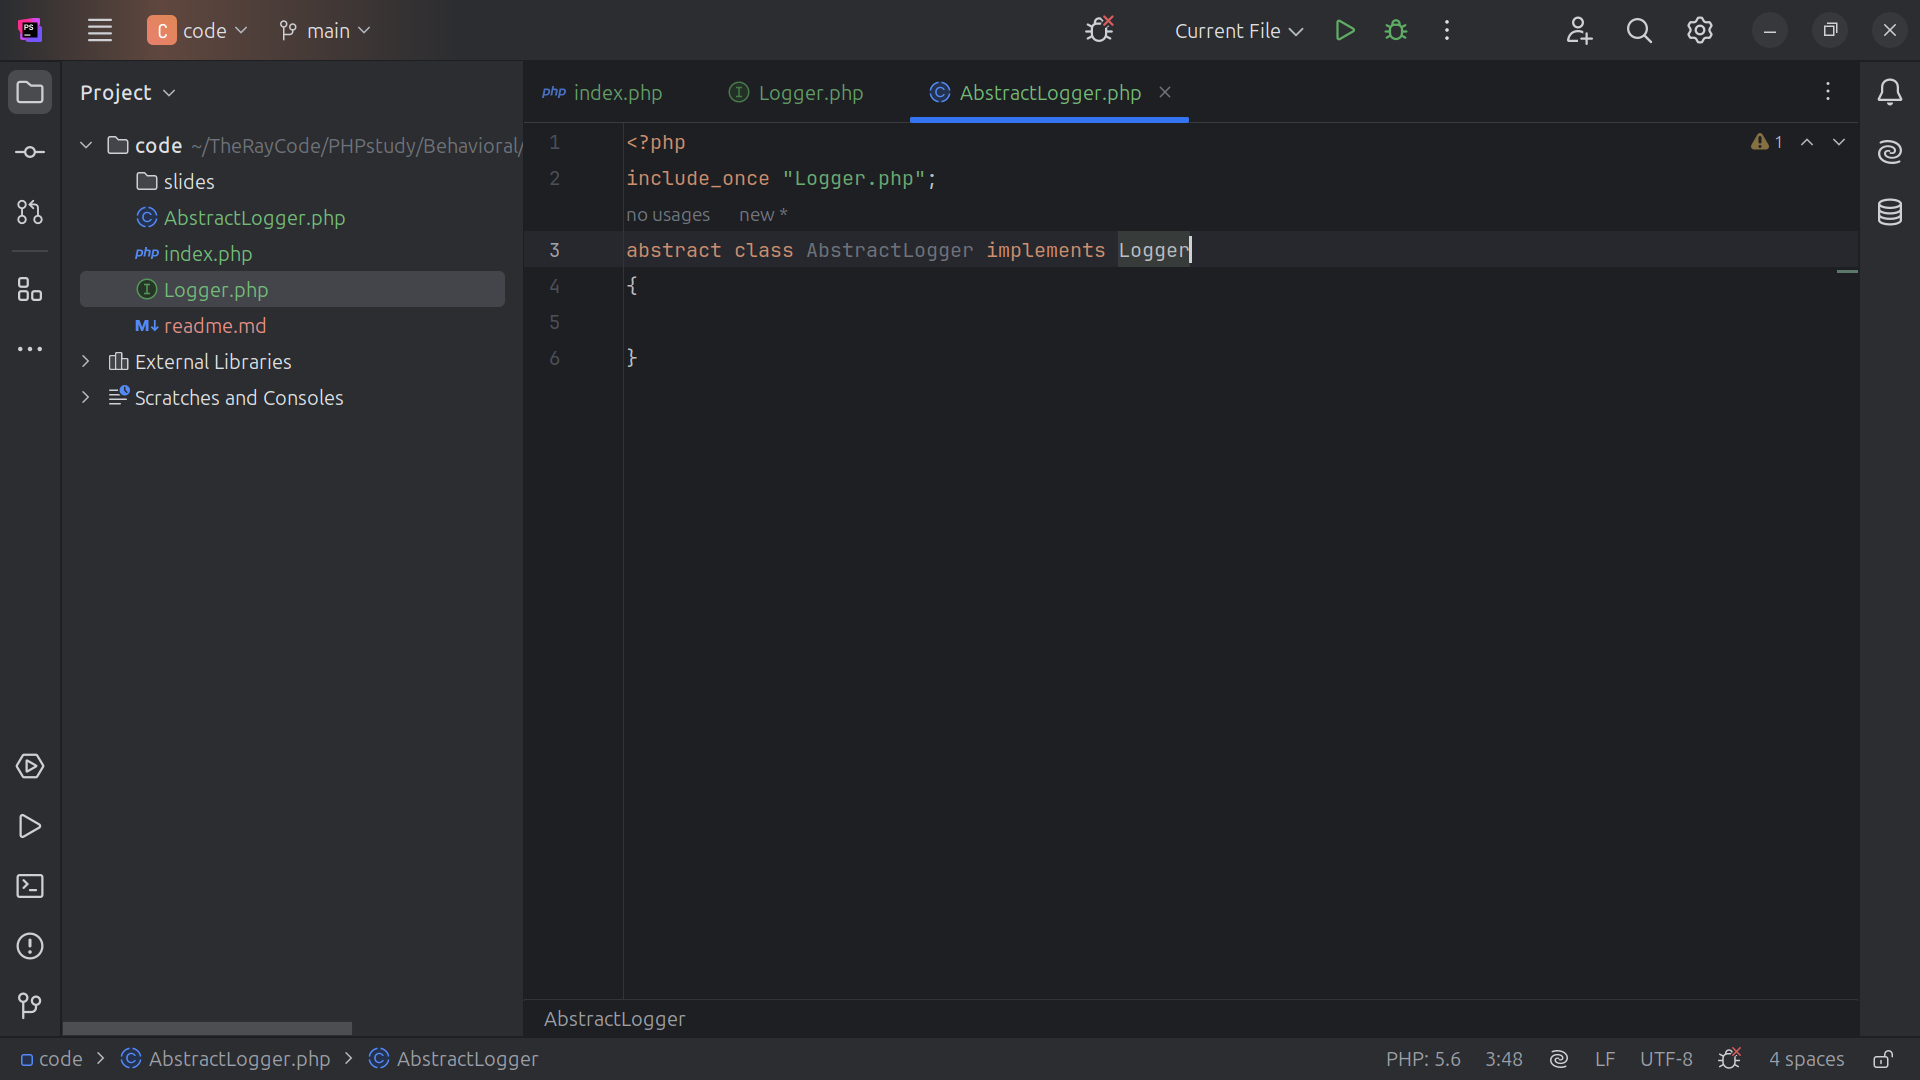 PS
C code main
Current File
Project
code ~/TheRayCode/PHPstudy/Behavioral/
slides
C AbstractLogger.php
php index.php
I Logger.php
M↓ readme.md
External Libraries
Scratches and Consoles
php index.php
I Logger.php
C AbstractLogger.php
1 <?php
2 include_once "Logger.php";
no usages new *
3 abstract class AbstractLogger implements Logger
4 {
5
6 }
1
AbstractLogger
code > C AbstractLogger.php > C AbstractLogger
PHP: 5.6 3:48 LF UTF-8 4 spaces